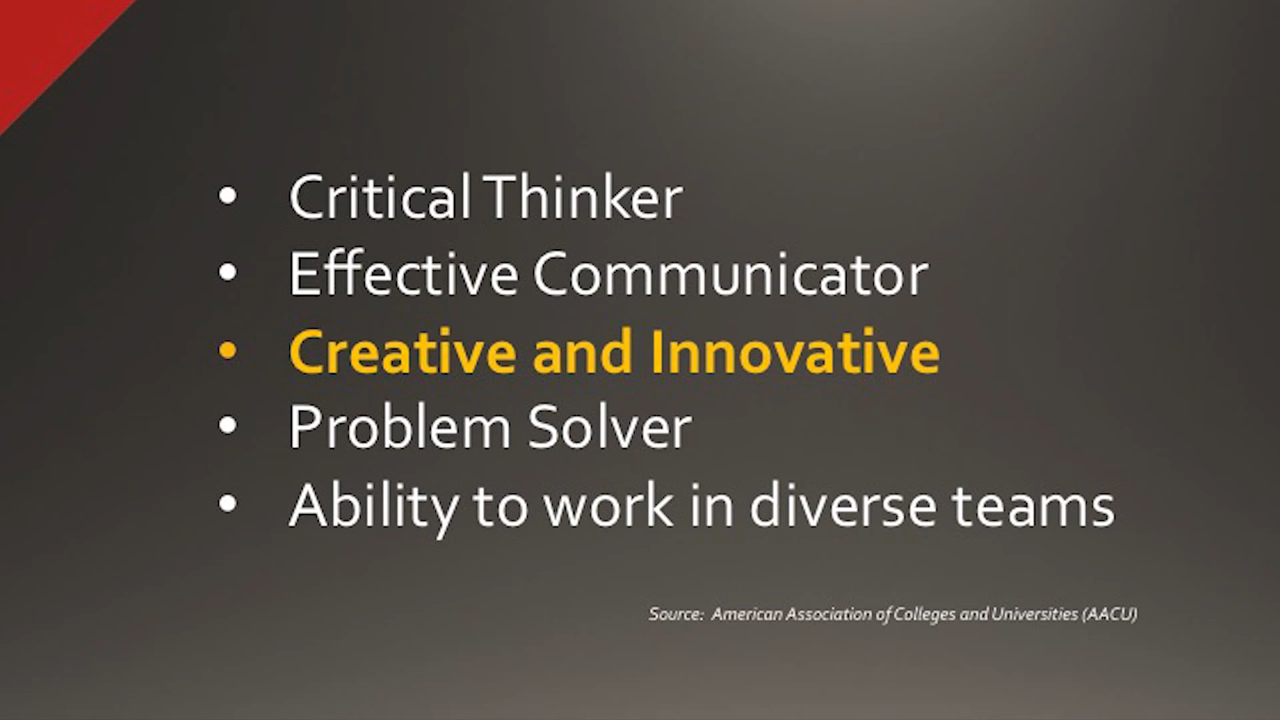 • Critical Thinker
• Effective Communicator
• Creative and Innovative
• Problem Solver
• Ability to work in diverse teams
Source: American Association of Colleges and Universities (AACU)